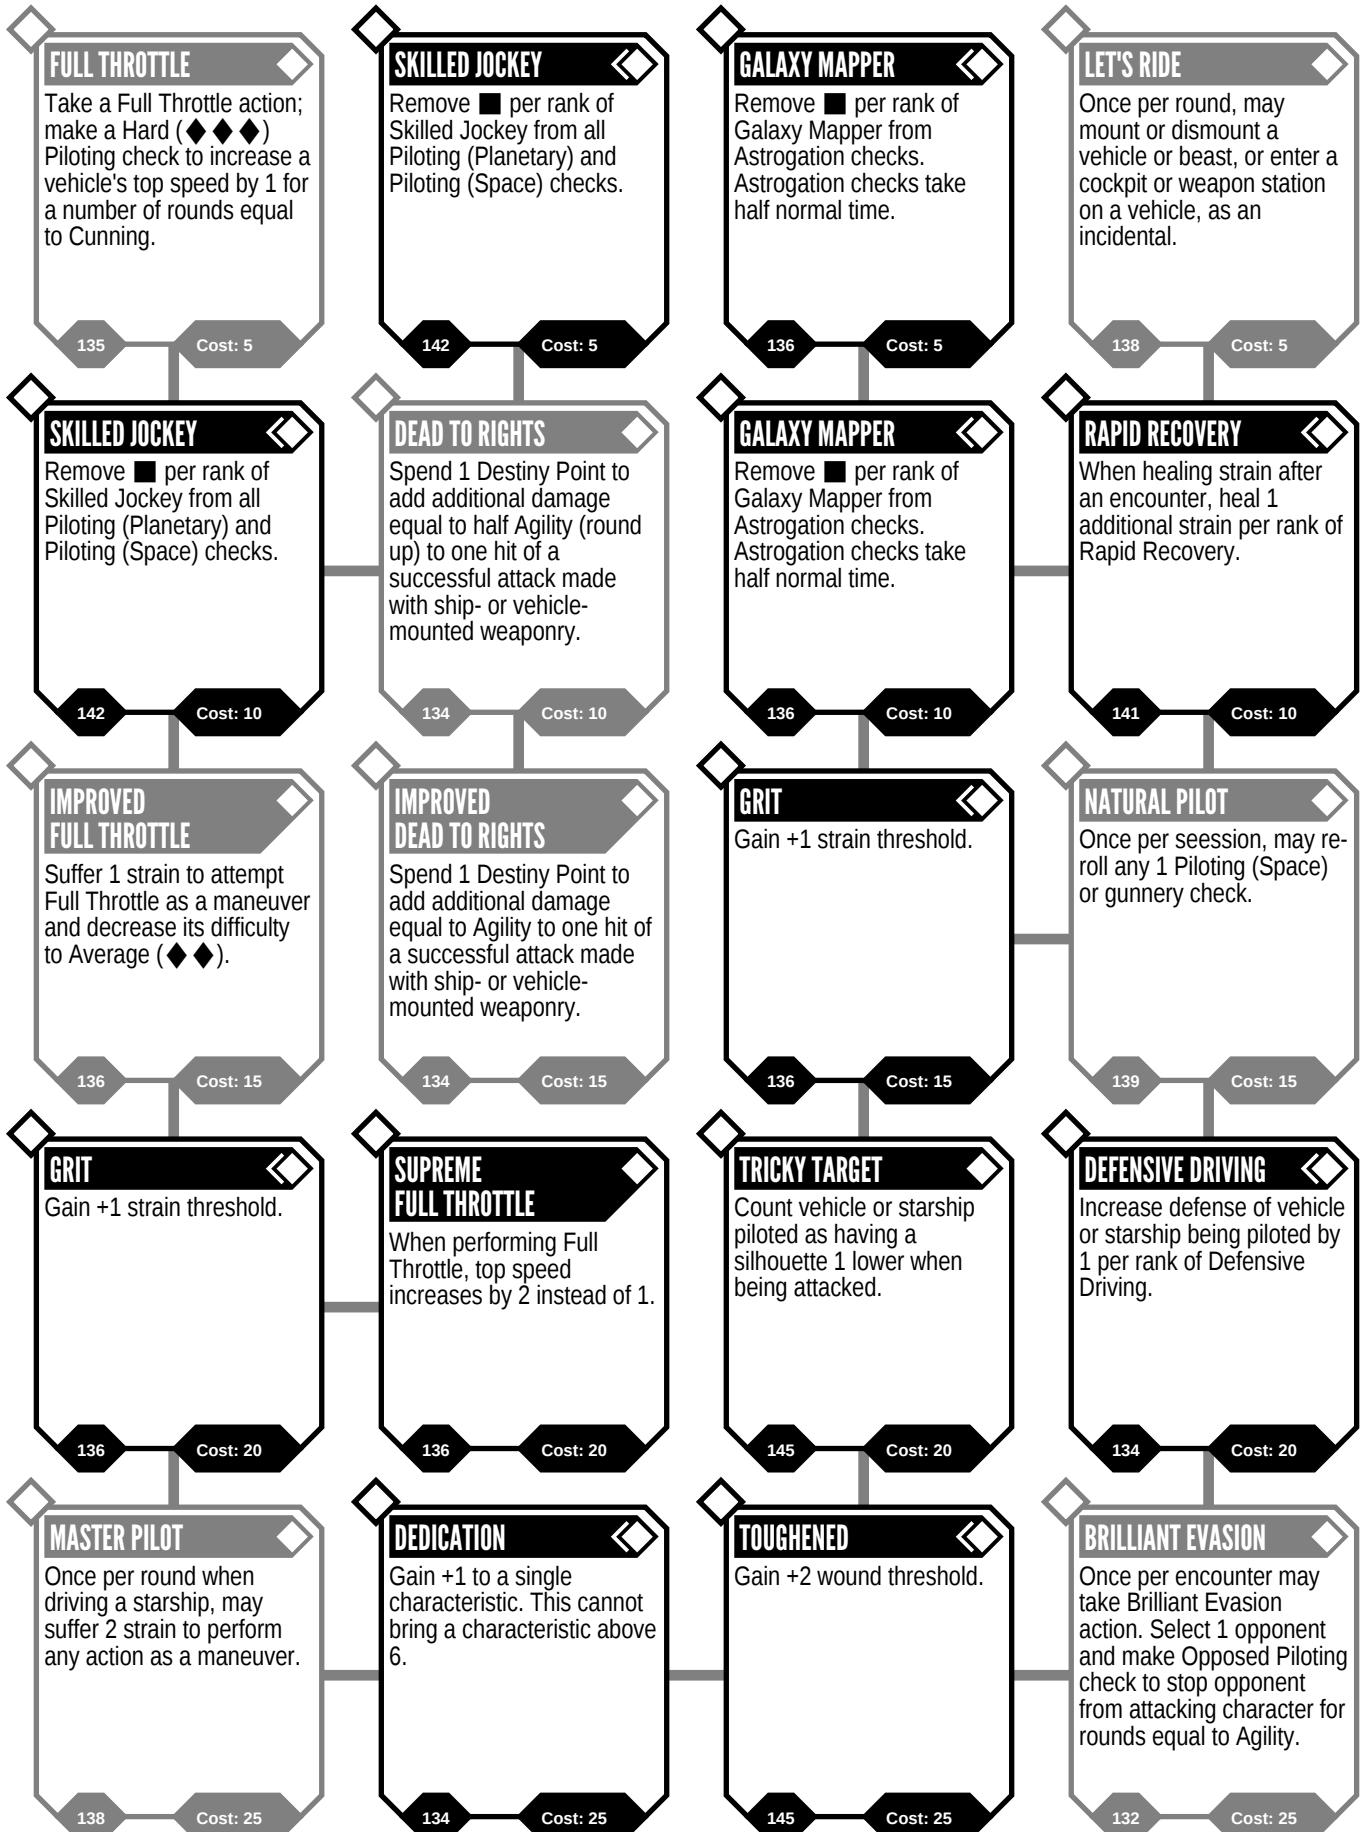 FULL THROTTLE
Take a Full Throttle action;
make a Hard (◆◆◆)
Piloting check to increase a
vehicle's top speed by 1 for
a number of rounds equal
to Cunning.
135
Cost: 5
SKILLED JOCKEY
Remove ■ per rank of
Skilled Jockey from all
Piloting (Planetary) and
Piloting (Space) checks.
142
Cost: 5
GALAXY MAPPER
Remove ■ per rank of
Galaxy Mapper from
Astrogation checks.
Astrogation checks take
half normal time.
136
Cost: 5
LET'S RIDE
Once per round, may
mount or dismount a
vehicle or beast, or enter a
cockpit or weapon station
on a vehicle, as an
incidental.
138
Cost: 5
SKILLED JOCKEY
Remove ■ per rank of
Skilled Jockey from all
Piloting (Planetary) and
Piloting (Space) checks.
142
Cost: 10
DEAD TO RIGHTS
Spend 1 Destiny Point to
add additional damage
equal to half Agility (round
up) to one hit of a
successful attack made
with ship- or vehicle-
mounted weaponry.
134
Cost: 10
GALAXY MAPPER
Remove ■ per rank of
Galaxy Mapper from
Astrogation checks.
Astrogation checks take
half normal time.
136
Cost: 10
RAPID RECOVERY
When healing strain after
an encounter, heal 1
additional strain per rank of
Rapid Recovery.
141
Cost: 10
IMPROVED
FULL THROTTLE
Suffer 1 strain to attempt
Full Throttle as a maneuver
and decrease its difficulty
to Average (◆◆).
136
Cost: 15
IMPROVED
DEAD TO RIGHTS
Spend 1 Destiny Point to
add additional damage
equal to Agility to one hit of
a successful attack made
with ship- or vehicle-
mounted weaponry.
134
Cost: 15
GRIT
Gain +1 strain threshold.
136
Cost: 15
NATURAL PILOT
Once per seession, may re-
roll any 1 Piloting (Space)
or gunnery check.
139
Cost: 15
GRIT
Gain +1 strain threshold.
136
Cost: 20
SUPREME
FULL THROTTLE
When performing Full
Throttle, top speed
increases by 2 instead of 1.
136
Cost: 20
TRICKY TARGET
Count vehicle or starship
piloted as having a
silhouette 1 lower when
being attacked.
145
Cost: 20
DEFENSIVE DRIVING
Increase defense of vehicle
or starship being piloted by
1 per rank of Defensive
Driving.
134
Cost: 20
MASTER PILOT
Once per round when
driving a starship, may
suffer 2 strain to perform
any action as a maneuver.
138
Cost: 25
DEDICATION
Gain +1 to a single
characteristic. This cannot
bring a characteristic above
6.
134
Cost: 25
TOUGHENED
Gain +2 wound threshold.
145
Cost: 25
BRILLIANT EVASION
Once per encounter may
take Brilliant Evasion
action. Select 1 opponent
and make Opposed Piloting
check to stop opponent
from attacking character for
rounds equal to Agility.
132
Cost: 25